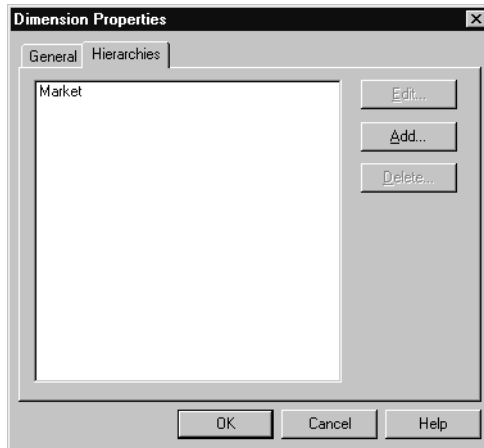 Dimension Properties
General Hierarchies
Market
Edit...
Add...
Delete...
OK Cancel Help